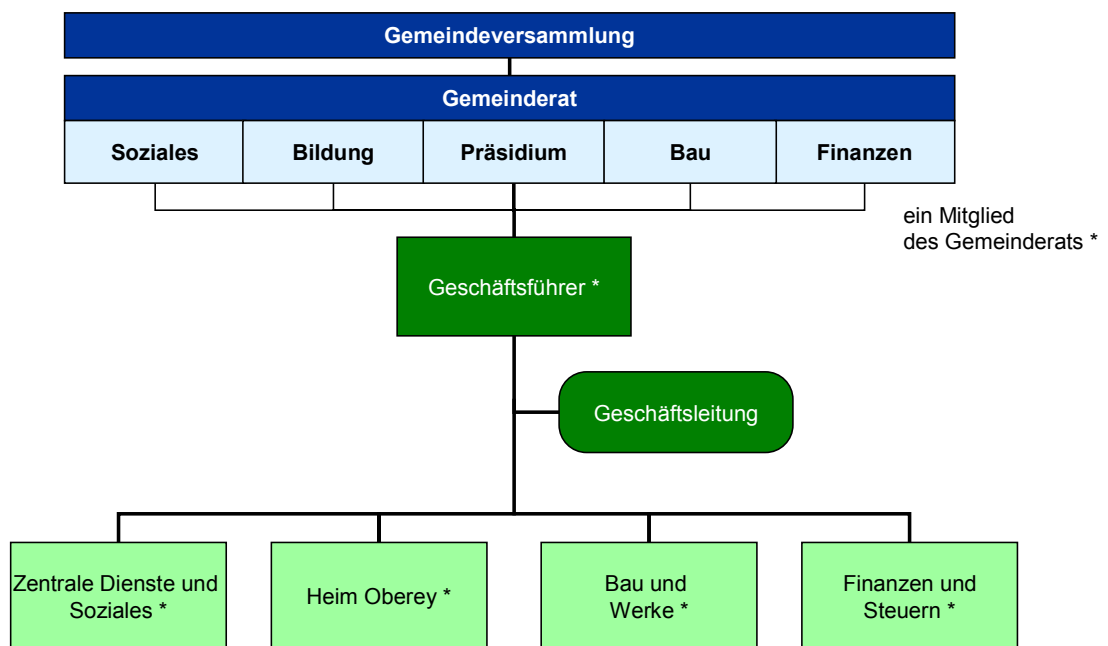 Gemeindeversammlung
Gemeinderat
Soziales
Bildung
Präsidium
Bau
Finanzen
ein Mitglied
des Gemeinderats *
Geschäftsführer *
Geschäftsleitung
Zentrale Dienste und
Soziales *
Heim Oberey *
Bau und
Werke *
Finanzen und
Steuern *